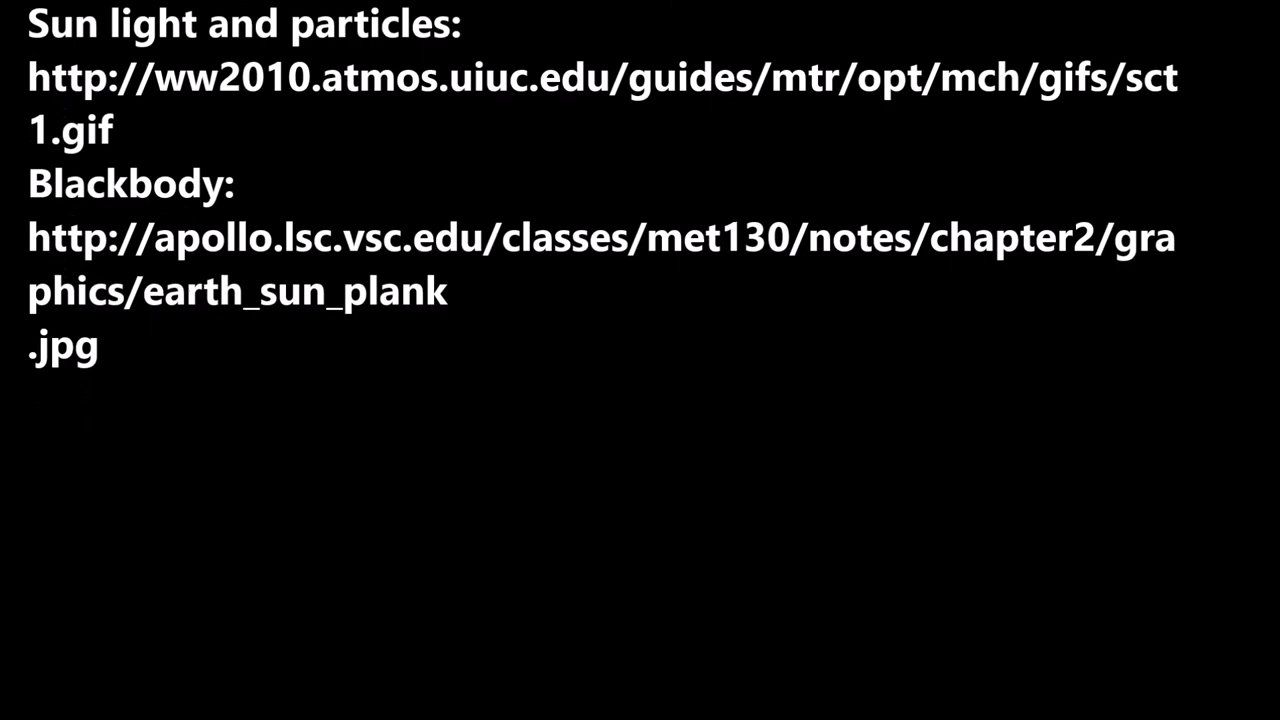 Sun light and particles:
http://ww2010.atmos.uiuc.edu/guides/mtr/opt/mch/gifs/sct
1.gif
Blackbody:
http://apollo.lsc.vsc.edu/classes/met130/notes/chapter2/gra
phics/earth_sun_plank
.jpg